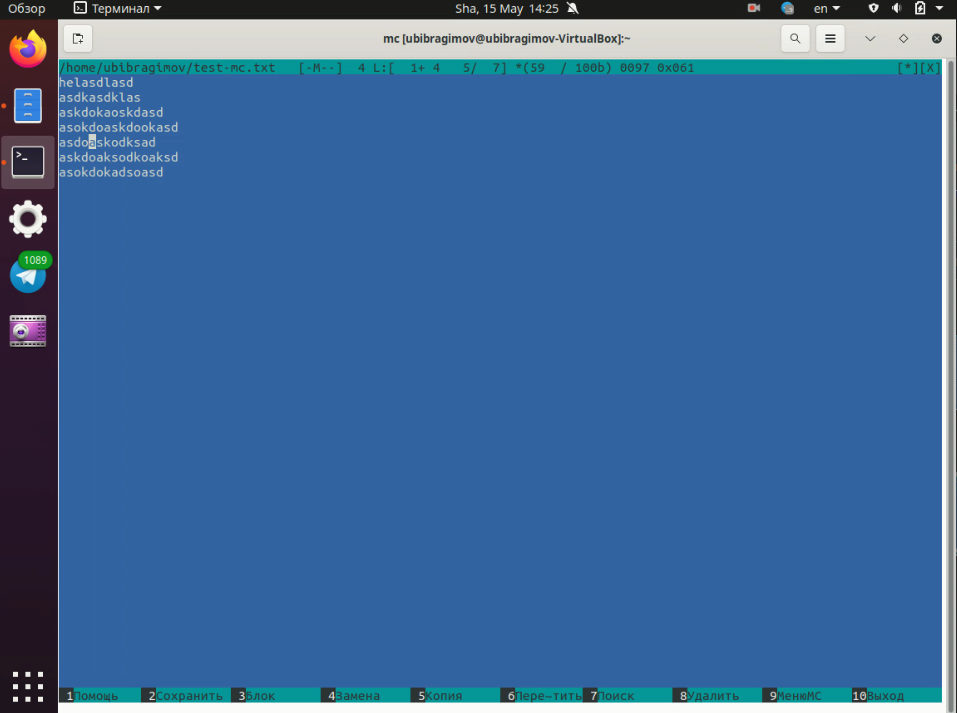 Обзор Терминал Sha, 15 May 14:25 en
mc [ubibragimov@ubibragimov-VirtualBox]:~
/home/ubibragimov/test-mc.txt [-M--] 4 L:[ 1+ 4 5/ 7] *(59 / 100b) 0097 0x061 [*][X]
helasdlasd
asdkasdklas
askdokaoskdasd
asokdoaskdookasd
asdoaskodksad
askdoaksodkoaksd
asokdokadsoasd
1089
1Помощь 2Сохранить 3Блок 4Замена 5Копия 6Пере~тить 7Поиск 8Удалить 9МенюMC 10Выход